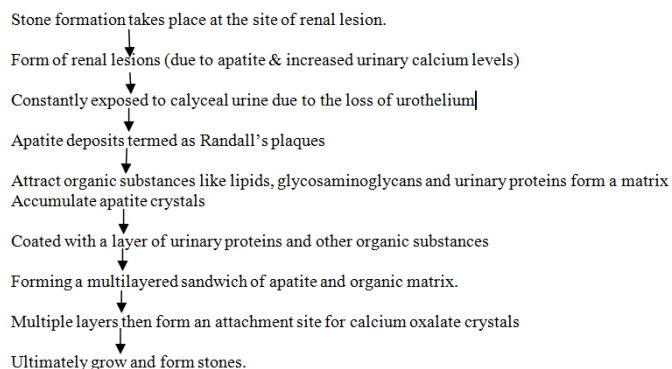 Stone formation takes place at the site of renal lesion.
Form of renal lesions (due to apatite & increased urinary calcium levels)
Constantly exposed to calyceal urine due to the loss of urothelium
Apatite deposits termed as Randall's plaques
Attract organic substances like lipids, glycosaminoglycans and urinary proteins form a matrix
Accumulate apatite crystals
Coated with a layer of urinary proteins and other organic substances
Forming a multilayered sandwich of apatite and organic matrix.
Multiple layers then form an attachment site for calcium oxalate crystals
Ultimately grow and form stones.